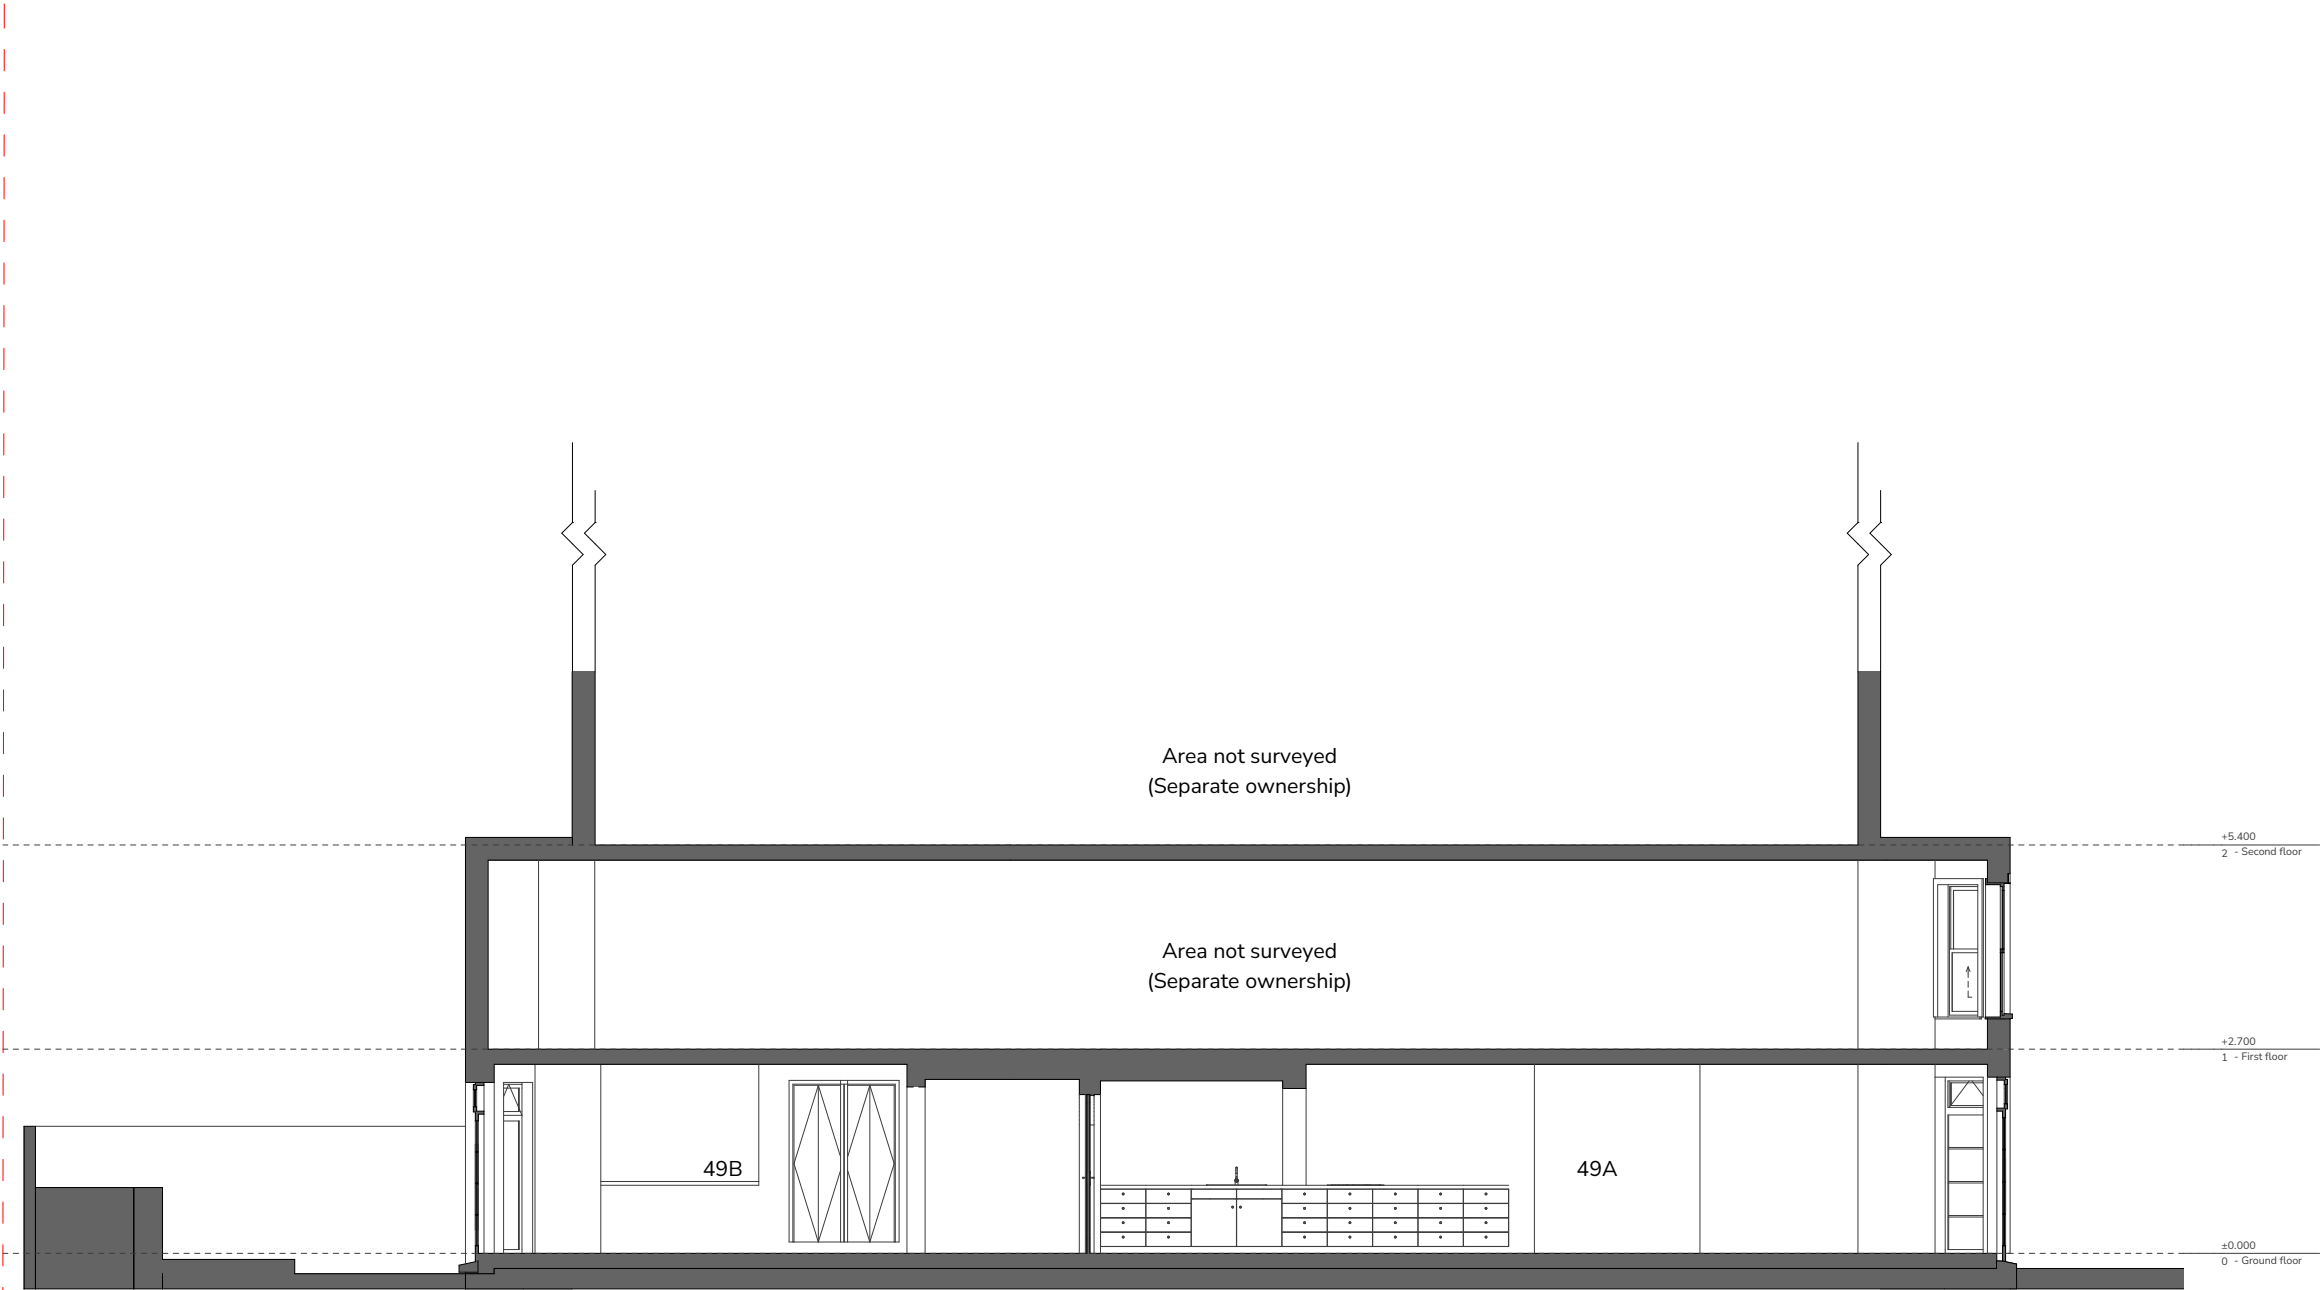 Area not surveyed
(Separate ownership)
+5.400
2 - Second floor
Area not surveyed
(Separate ownership)
+2.700
1 - First floor
49B
49A
±0.000
0 - Ground floor